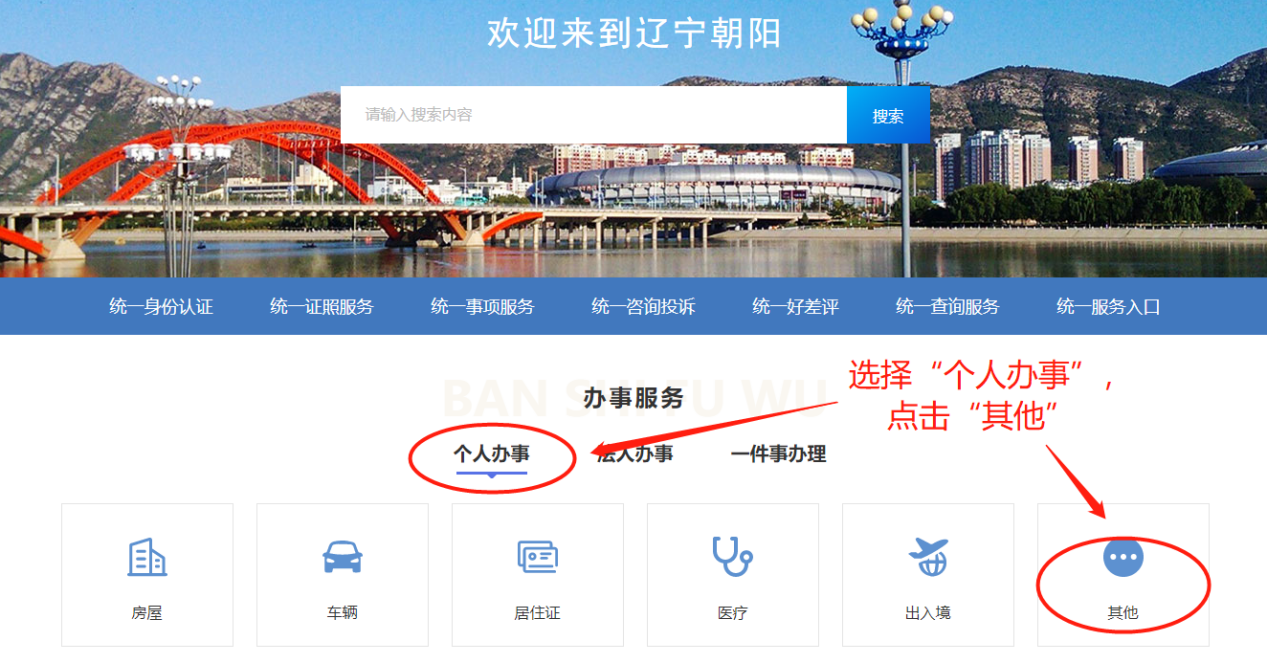 欢迎来到辽宁朝阳
请输入搜索内容
搜索
统一身份认证
统一证照服务
统一事项服务
统一咨询投诉
统一好差评
统一查询服务
统一服务入口
BAN SHI FU WU
办事服务
选择“个人办事”，
点击“其他”
个人办事
法人办事
一件事办理
房屋
车辆
居住证
医疗
出入境
其他